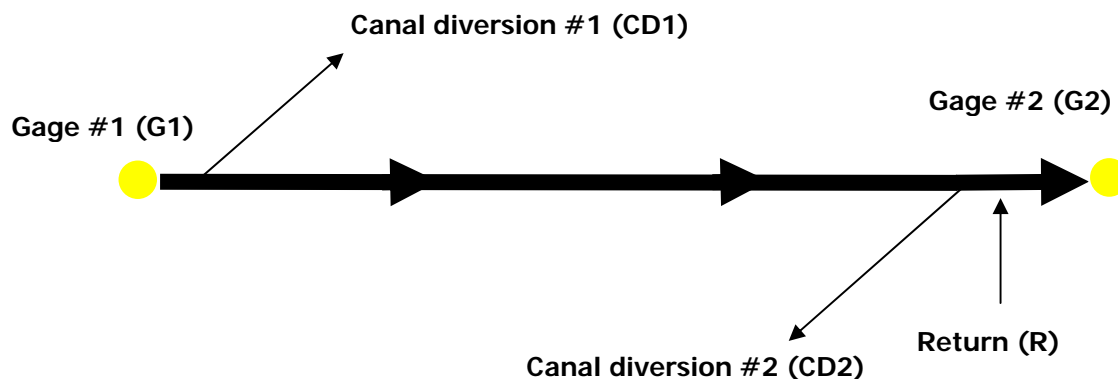 Canal diversion #1 (CD1)
Gage #2 (G2)
Gage #1 (G1)
Return (R)
Canal diversion #2 (CD2)